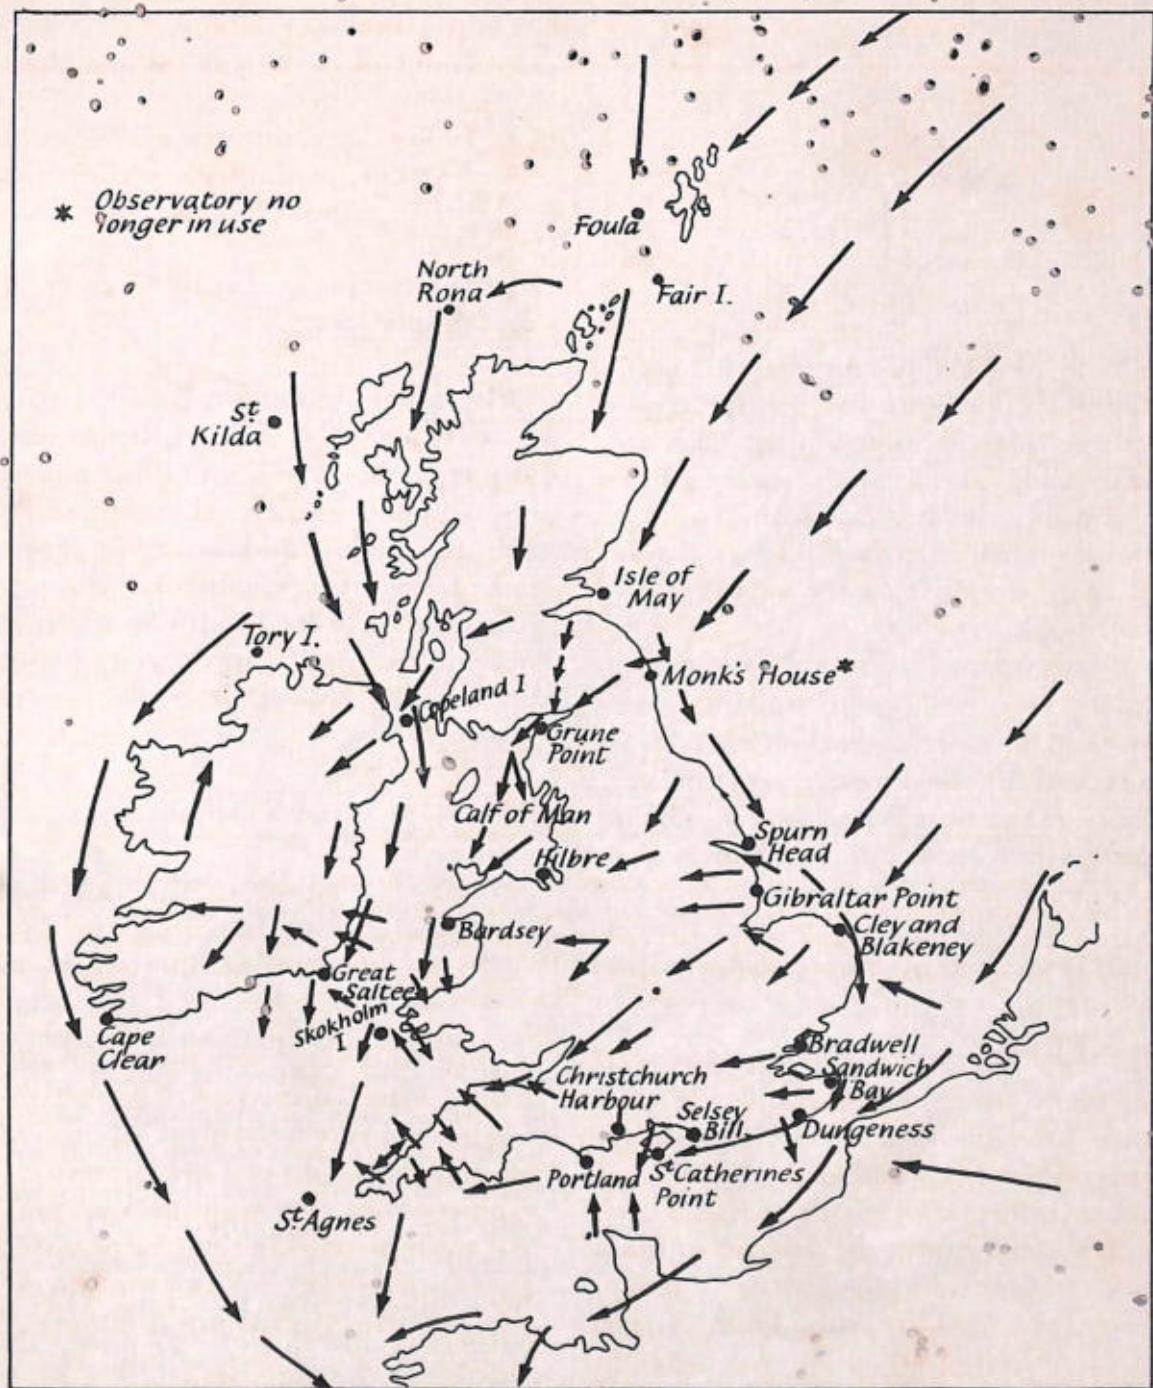 * Observatory no
longer in use
Foula
North
Rona
Fair I.
St.
Kilda
Isle of
May
Tory I.
Monk's House*
Copeland I
Grune
Point
Calf of Man
Spurn
Head
Hilbre
Gibraltar Point
Bardsey
Cley and
Blakeney
Great
Saltee
Skokholm
I
Cape
Clear
Bradwell
Sandwich
Bay
Christchurch
Harbour
Selsey
Bill
Dungeness
Portland
St Catherines
Point
St. Agnes